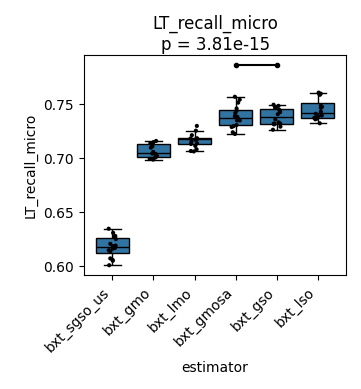 LT_recall_micro
p = 3.81e-15
LT_recall_micro
0.75
0.70
0.65
0.60
bxt_sgso_us
bxt_gmo
bxt_lmo
bxt_gmosa
bxt_gso
bxt_lso
estimator